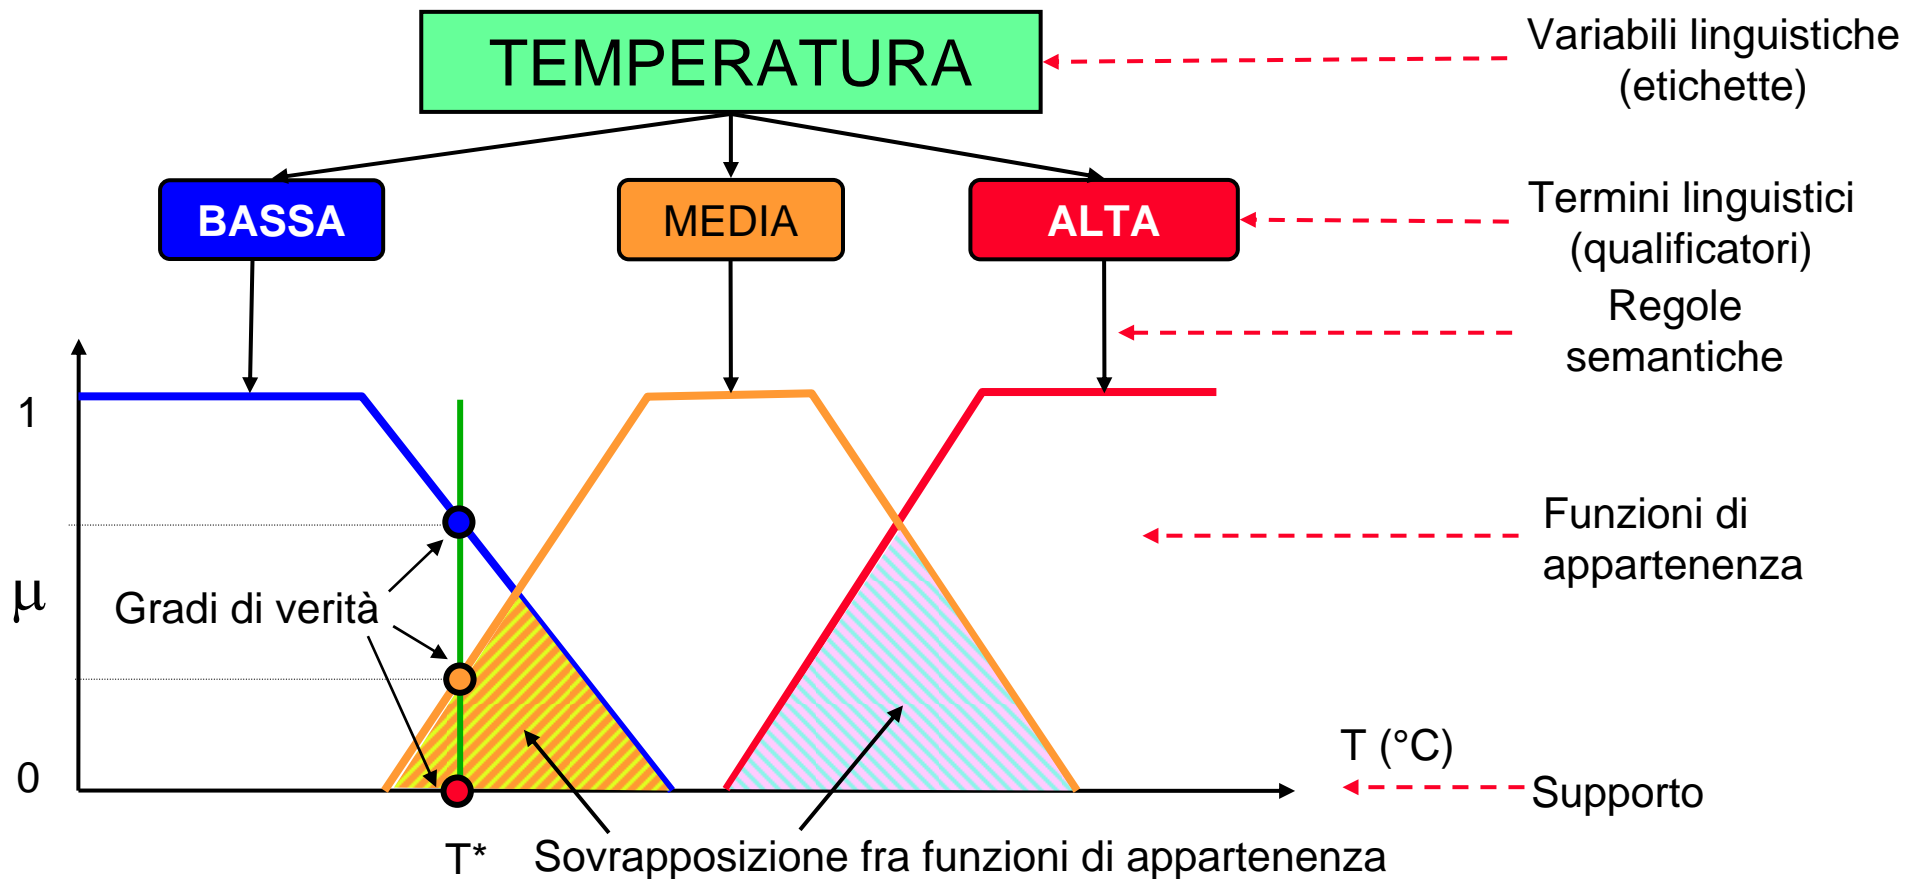 TEMPERATURA
Variabili linguistiche
(etichette)
BASSA
MEDIA
ALTA
Termini linguistici
(qualificatori)
Regole
semantiche
1
Funzioni di
appartenenza
μ
Gradi di verità
0
T (°C)
Supporto
T*
Sovrapposizione fra funzioni di appartenenza